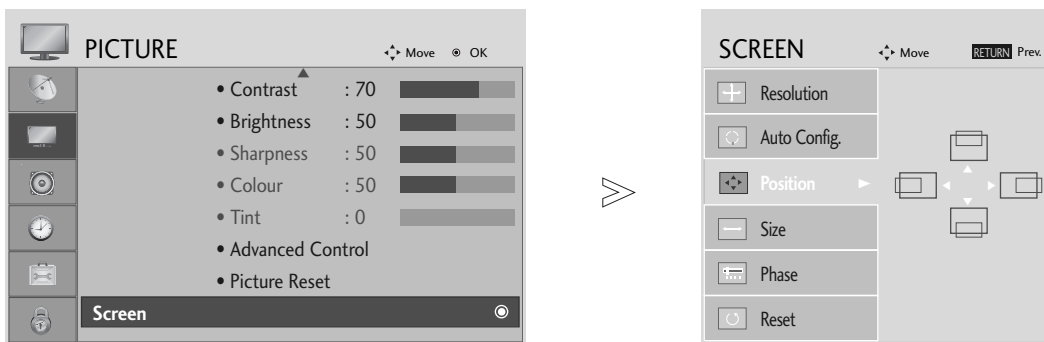 PICTURE
Move OK
• Contrast : 70
• Brightness : 50
• Sharpness : 50
• Colour : 50
• Tint : 0
• Advanced Control
• Picture Reset
Screen
SCREEN
Move RETURN Prev.
Resolution
Auto Config.
Position
Size
Phase
Reset